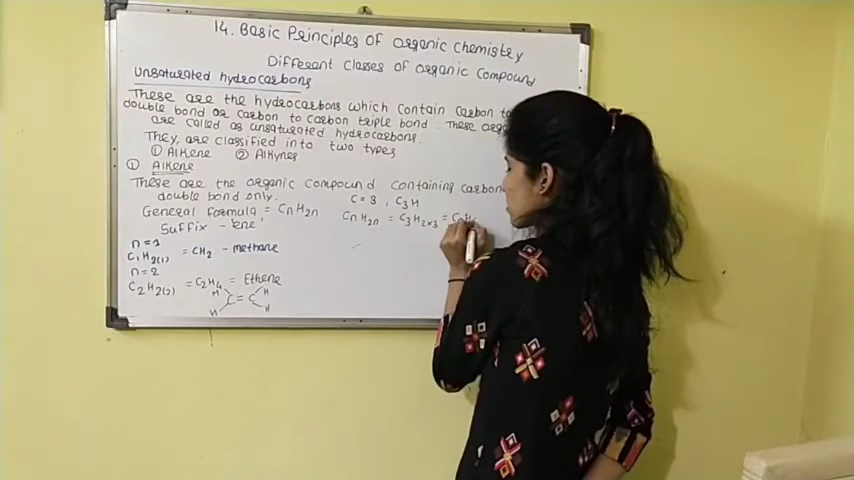 14. Basic Principles of Organic Chemistry
Different Classes of Organic Compound
Unsaturated hydrocarbons
These are the Hydrocarbons which contain Carbon to
double bond or carbon to carbon triple bond. These
are called as unsaturated hydrocarbons.
They are classified into two types
① Alkene ② Alkynes
① Alkene
These are the organic Compound containing Carbon
double bond only.
General formula = CnH2n
Suffix - 'ene'
C = 3, C3H
CnH2n = C3H2×3 = C3H
n = 1
C1H2(1) = CH2 - methane
n = 2
C2H2(2) = C2H4 = Ethene
H H
C = C
H H